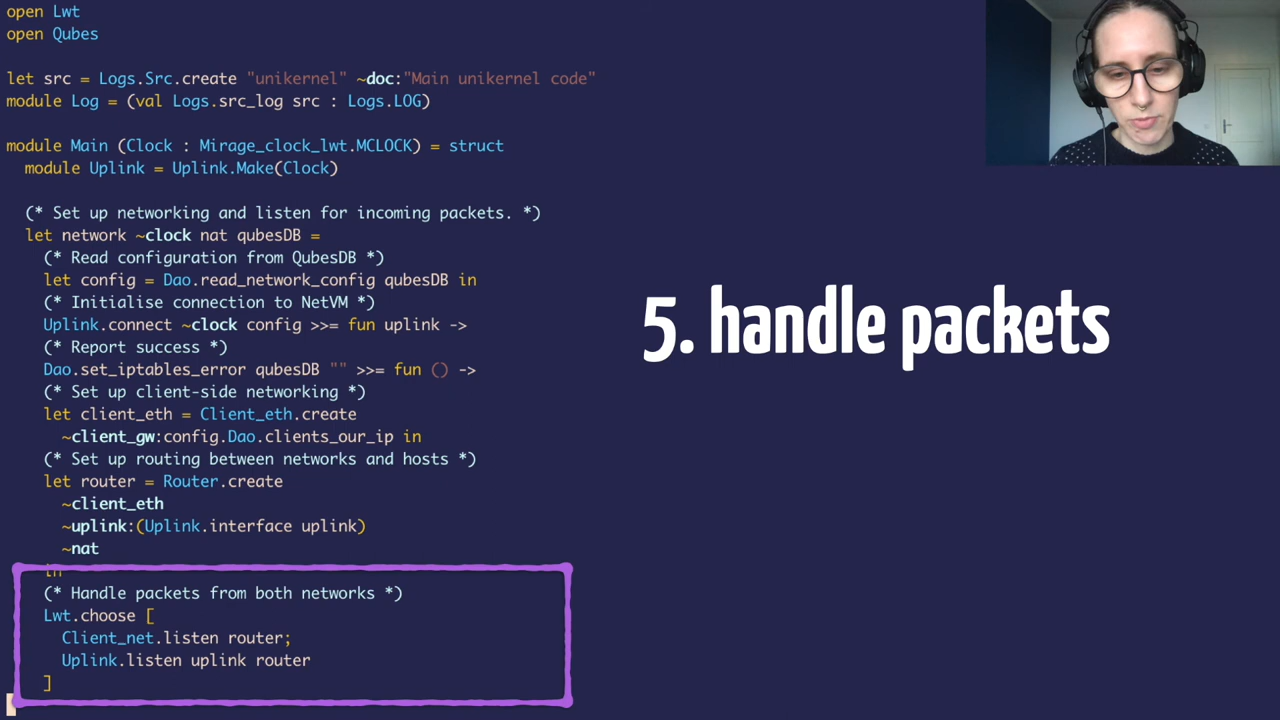 open Lwt
open Qubes
let src = Logs.Src.create "unikernel" ~doc:"Main unikernel code"
module Log = (val Logs.src_log src : Logs.LOG)
module Main (Clock : Mirage_clock_lwt.MCLOCK) = struct
module Uplink = Uplink.Make(Clock)
(* Set up networking and listen for incoming packets. *)
let network ~clock nat qubesDB =
(* Read configuration from QubesDB *)
let config = Dao.read_network_config qubesDB in
(* Initialise connection to NetVM *)
Uplink.connect ~clock config >>= fun uplink ->
(* Report success *)
Dao.set_iptables_error qubesDB "" >>= fun () ->
(* Set up client-side networking *)
let client_eth = Client_eth.create
~client_gw:config.Dao.clients_our_ip in
(* Set up routing between networks and hosts *)
let router = Router.create
~client_eth
~uplink:(Uplink.interface uplink)
~nat
in
(* Handle packets from both networks *)
Lwt.choose [
Client_net.listen router;
Uplink.listen uplink router
]
5. handle packets